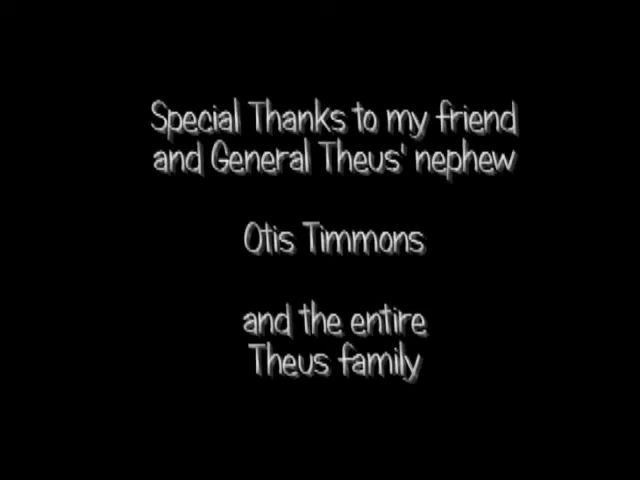 Special Thanks to my friend
and General Theus' nephew
Otis Timmons
and the entire
Theus family